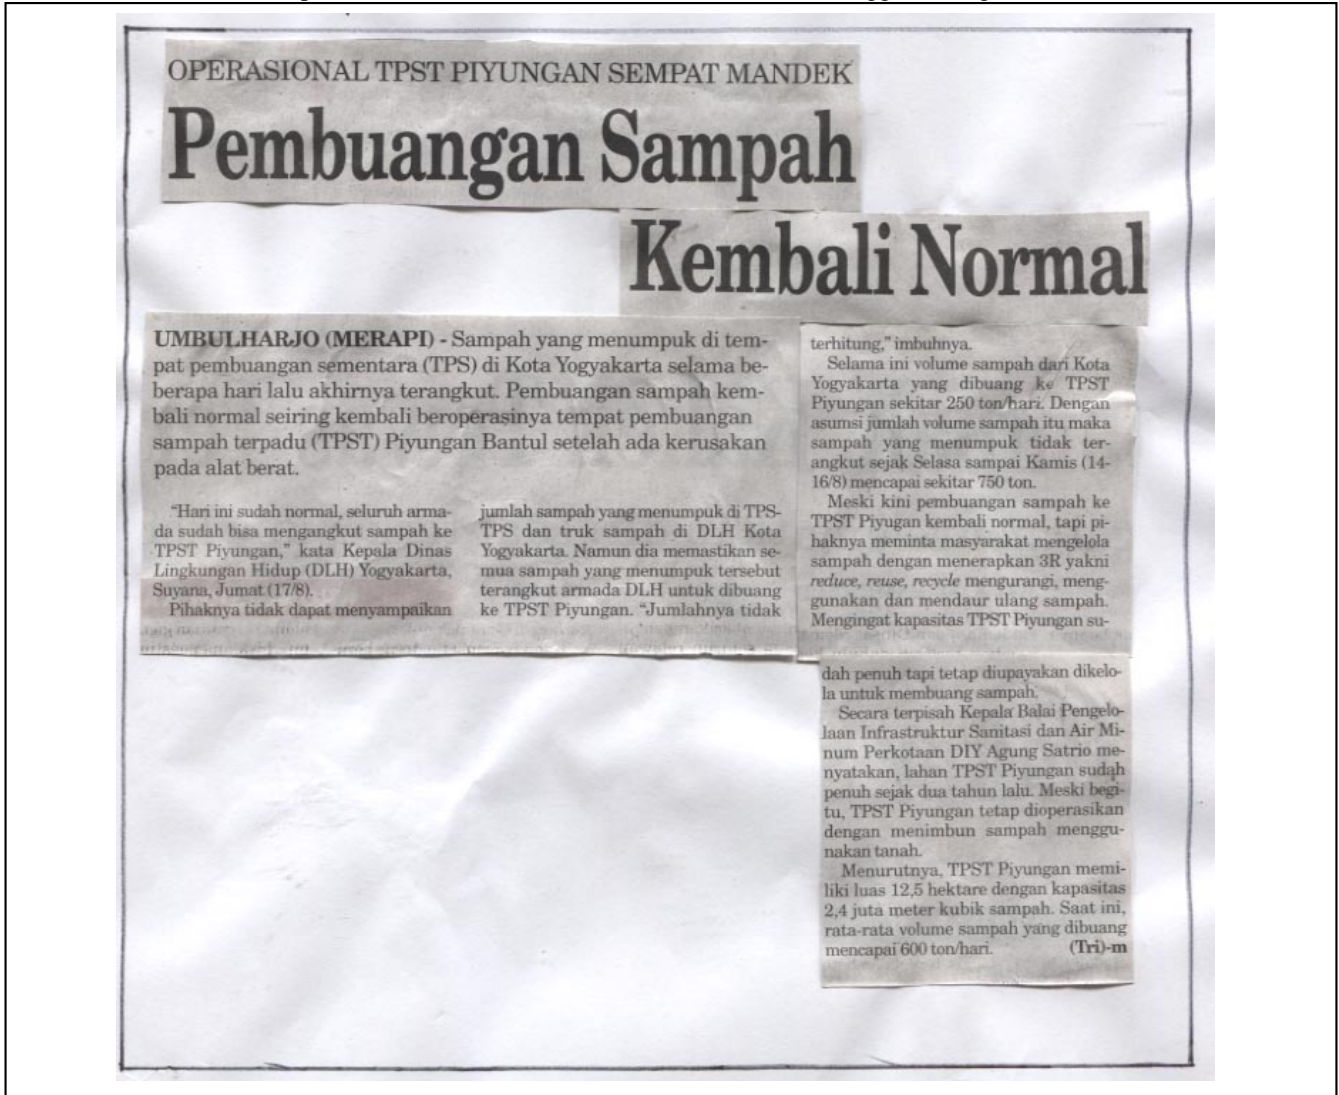 OPERASIONAL TPST PIYUNGAN SEMPAT MANDEK
Pembuangan Sampah
Kembali Normal
UMBULHARJO (MERAPI) - Sampah yang menumpuk di tem-
pat pembuangan sementara (TPS) di Kota Yogyakarta selama be-
berapa hari lalu akhirnya terangkut. Pembuangan sampah kem-
bali normal seiring kembali beroperasinya tempat pembuangan
sampah terpadu (TPST) Piyungan Bantul setelah ada kerusakan
pada alat berat.
"Hari ini sudah normal, seluruh arma-
da sudah bisa mengangkut sampah ke
TPST Piyungan," kata Kepala Dinas
Lingkungan Hidup (DLH) Yogyakarta,
Suyana, Jumat (17/8).
Pihaknya tidak dapat menyampaikan
jumlah sampah yang menumpuk di TPS-
TPS dan truk sampah di DLH Kota
Yogyakarta. Namun dia memastikan se-
mua sampah yang menumpuk tersebut
terangkut armada DLH untuk dibuang
ke TPST Piyungan. "Jumlahnya tidak
terhitung," imbuhnya.
Selama ini volume sampah dari Kota
Yogyakarta yang dibuang ke TPST
Piyungan sekitar 250 ton/hari. Dengan
asumsi jumlah volume sampah itu maka
sampah yang menumpuk tidak ter-
angkut sejak Selasa sampai Kamis (14-
16/8) mencapai sekitar 750 ton.
Meski kini pembuangan sampah ke
TPST Piyugan kembali normal, tapi pi-
haknya meminta masyarakat mengelola
sampah dengan menerapkan 3R yakni
reduce, reuse, recycle mengurangi, meng-
gunakan dan mendaur ulang sampah.
Mengingat kapasitas TPST Piyungan su-
dah penuh tapi tetap diupayakan dikelo-
la untuk membuang sampah.
Secara terpisah Kepala Balai Pengelo-
laan Infrastruktur Sanitasi dan Air Mi-
num Perkotaan DIY Agung Satrio me-
nyatakan, lahan TPST Piyungan sudah
penuh sejak dua tahun lalu. Meski begi-
tu, TPST Piyungan tetap dioperasikan
dengan menimbun sampah menggu-
nakan tanah.
Menurutnya, TPST Piyungan memi-
liki luas 12,5 hektare dengan kapasitas
2,4 juta meter kubik sampah. Saat ini,
rata-rata volume sampah yang dibuang
mencapai 600 ton/hari. (Tri)-m